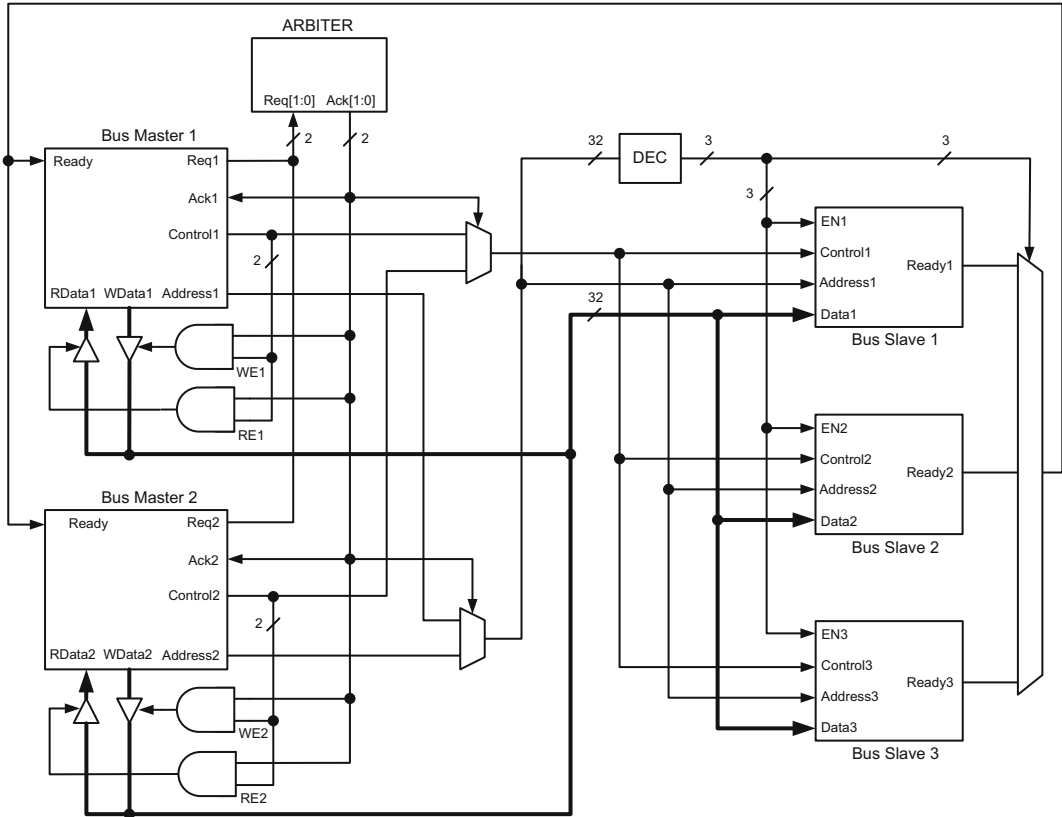 ARBITER
Req[1:0] Ack[1:0]
2 2
Bus Master 1
Ready Req1
Ack1
Control1
2
RData1 WData1 Address1
WE1
RE1
Bus Master 2
Ready Req2
Ack2
Control2
2
RData2 WData2 Address2
WE2
RE2
32 DEC 3 3
3
32
EN1
Control1 Ready1
Address1
Data1
Bus Slave 1
EN2
Control2 Ready2
Address2
Data2
Bus Slave 2
EN3
Control3 Ready3
Address3
Data3
Bus Slave 3